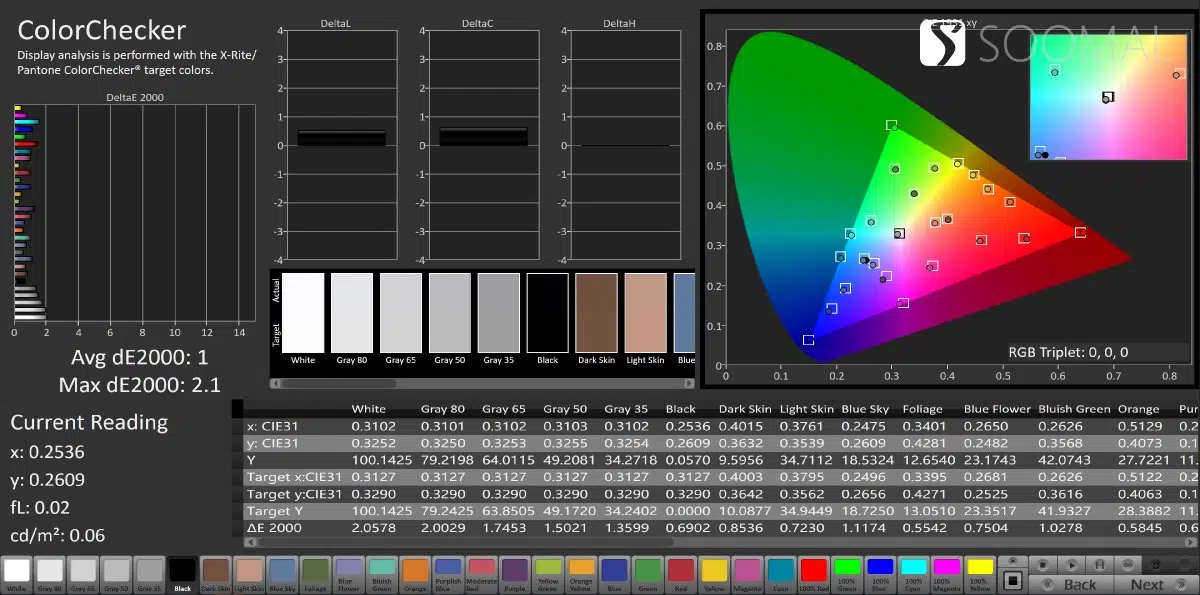 ColorChecker
Display analysis is performed with the X-Rite/
Pantone ColorChecker® target colors.
DeltaE 2000
0 2 4 6 8 10 12 14
Avg dE2000: 1
Max dE2000: 2.1
DeltaL
4
3
2
1
0
-1
-2
-3
-4
DeltaC
4
3
2
1
0
-1
-2
-3
-4
DeltaH
4
3
2
1
0
-1
-2
-3
-4
Actual
Target
White Gray 80 Gray 65 Gray 50 Gray 35 Black Dark Skin Light Skin Blue
xy
SOOMAL
0.8
0.7
0.6
0.5
0.4
0.3
0.2
0.1
0
0 0.1 0.2 0.3 0.4 0.5 0.6 0.7 0.8
RGB Triplet: 0, 0, 0
Current Reading
x: 0.2536
y: 0.2609
fL: 0.02
cd/m²: 0.06
White Gray 80 Gray 65 Gray 50 Gray 35 Black Dark Skin Light Skin Blue Sky Foliage Blue Flower Bluish Green Orange Pur
x: CIE31 0.3102 0.3101 0.3102 0.3103 0.3102 0.2536 0.4015 0.3761 0.2475 0.3401 0.2650 0.2626 0.5129 0.2
y: CIE31 0.3252 0.3250 0.3253 0.3255 0.3254 0.2609 0.3632 0.3539 0.2609 0.4281 0.2482 0.3568 0.4073 0.1
Y 100.1425 79.2198 64.0115 49.2081 34.2718 0.0570 9.5956 34.7112 18.5324 12.6540 23.1743 42.0743 27.7221 11.
Target x:CIE31 0.3127 0.3127 0.3127 0.3127 0.3127 0.3127 0.4003 0.3795 0.2496 0.3395 0.2681 0.2626 0.5122 0.2
Target y:CIE31 0.3290 0.3290 0.3290 0.3290 0.3290 0.3290 0.3642 0.3562 0.2656 0.4271 0.2525 0.3616 0.4063 0.1
Target Y 100.1425 79.2425 63.8505 49.1720 34.2402 0.0000 10.0877 34.9449 18.7250 13.0510 23.3517 41.9327 28.3882 11.
ΔE 2000 2.0578 2.0029 1.7453 1.5021 1.3599 0.6902 0.8536 0.7230 1.1174 0.5542 0.7504 1.0278 0.5845 0.6
White Gray 80 Gray 65 Gray 50 Gray 35 Black Dark Skin Light Skin Blue Sky Foliage Blue Flower Bluish Green Orange Purplish Blue Moderate Red Purple Yellow Green Orange Yellow Blue Green Red Yellow Magenta Cyan 100% Red 100% Green 100% Blue 100% Cyan 100% Magenta 100% Yellow
Back Next